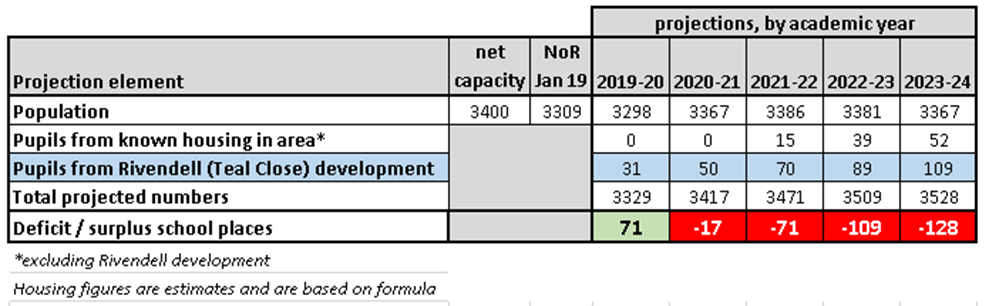 projections, by academic year
Projection element net capacity NoR Jan 19 2019-20 2020-21 2021-22 2022-23 2023-24
Population 3400 3309 3298 3367 3386 3381 3367
Pupils from known housing in area* 0 0 15 39 52
Pupils from Rivendell (Teal Close) development 31 50 70 89 109
Total projected numbers 3329 3417 3471 3509 3528
Deficit / surplus school places 71 -17 -71 -109 -128
*excluding Rivendell development
Housing figures are estimates and are based on formula